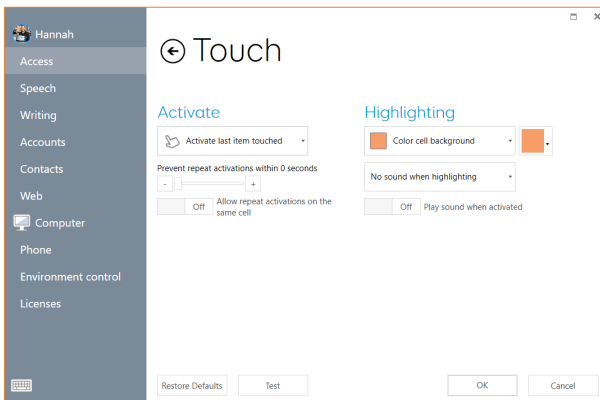 Hannah
Access
Speech
Writing
Accounts
Contacts
Web
Computer
Phone
Environment control
Licenses
Touch
Activate
Activate last item touched
Prevent repeat activations within 0 seconds
- +
Off Allow repeat activations on the
same cell
Highlighting
Color cell background
No sound when highlighting
Off Play sound when activated
Restore Defaults Test OK Cancel